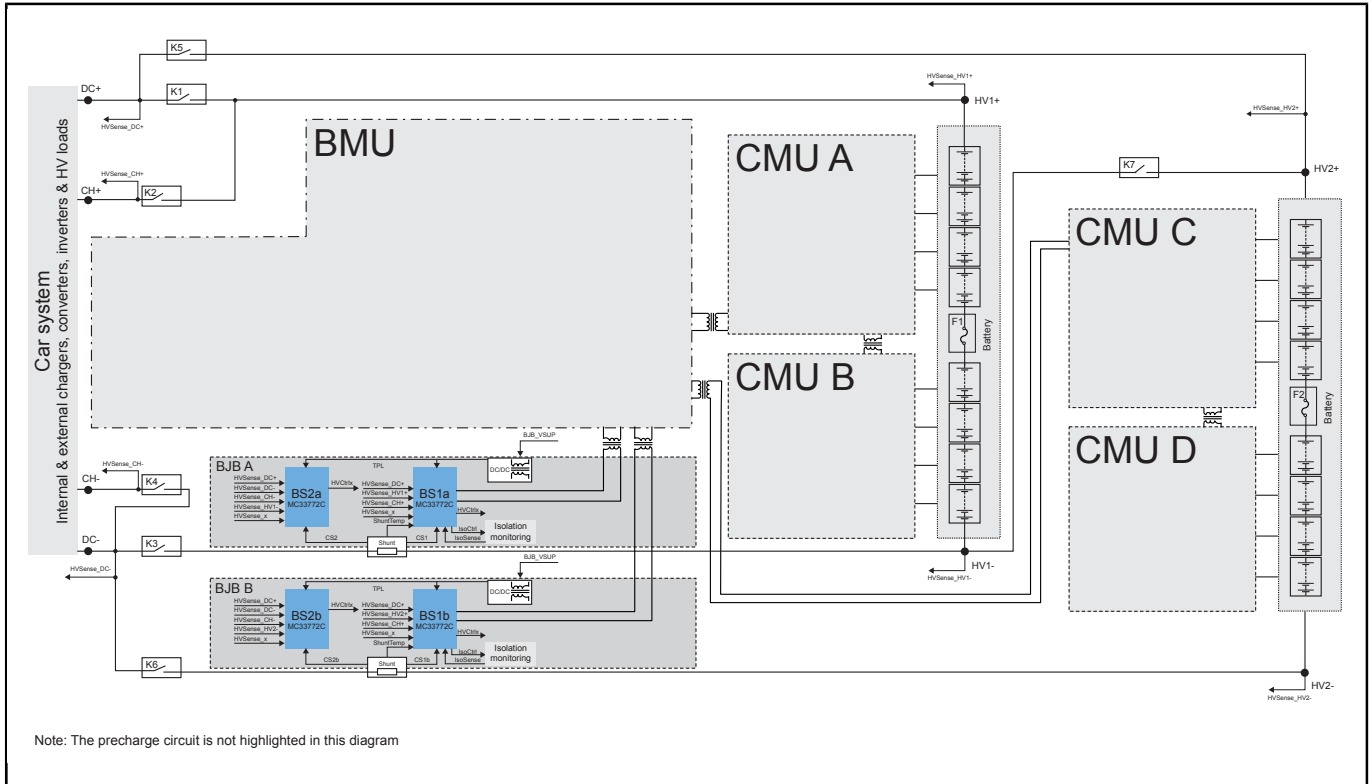 K5
HVSense_HV1+
DC+
K1
HV1+
HVSense_HV2+
HVSense_DC+
BMU
CMU A
K7
HV2+
HVSense_CH+
CH+
K2
CMU C
Car system
Internal & external chargers, converters, inverters & HV loads
F1
Battery
CMU B
F2
Battery
CMU D
BJB_VSUP
HVSense_CH-
CH-
K4
BJB A
TPL
DC/DC
HVSense_DC+
HVSense_DC-
HVSense_CH-
HVSense_HV1-
HVSense_x
BS2a
MC33772C
HVCtrlx
HVSense_DC+
HVSense_HV1+
HVSense_CH+
HVSense_x
ShuntTemp
BS1a
MC33772C
HVCtrlx
IsoCtrl
IsoSense
Isolation
monitoring
CS2
Shunt
CS1
DC-
K3
HV1-
HVSense_DC-
HVSense_HV1-
BJB_VSUP
BJB B
TPL
DC/DC
HVSense_DC+
HVSense_DC-
HVSense_CH-
HVSense_HV2-
HVSense_x
BS2b
MC33772C
HVCtrlx
HVSense_DC+
HVSense_HV2+
HVSense_CH+
HVSense_x
ShuntTemp
BS1b
MC33772C
HVCtrlx
IsoCtrl
IsoSense
Isolation
monitoring
CS2b
Shunt
CS1b
K6
HV2-
HVSense_HV2-
Note: The precharge circuit is not highlighted in this diagram